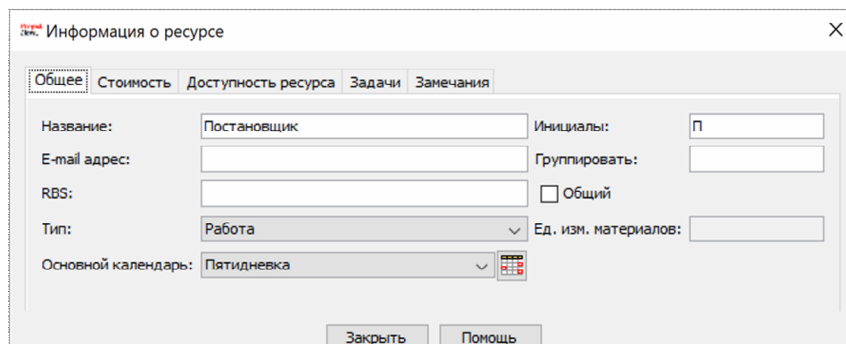 Информация о ресурсе
Общее Стоимость Доступность ресурса Задачи Замечания
Название: Постановщик Инициалы: П
E-mail адрес: Группировать:
RBS: Общий
Тип: Работа Ед. изм. материалов:
Основной календарь: Пятидневка
Закрыть Помощь